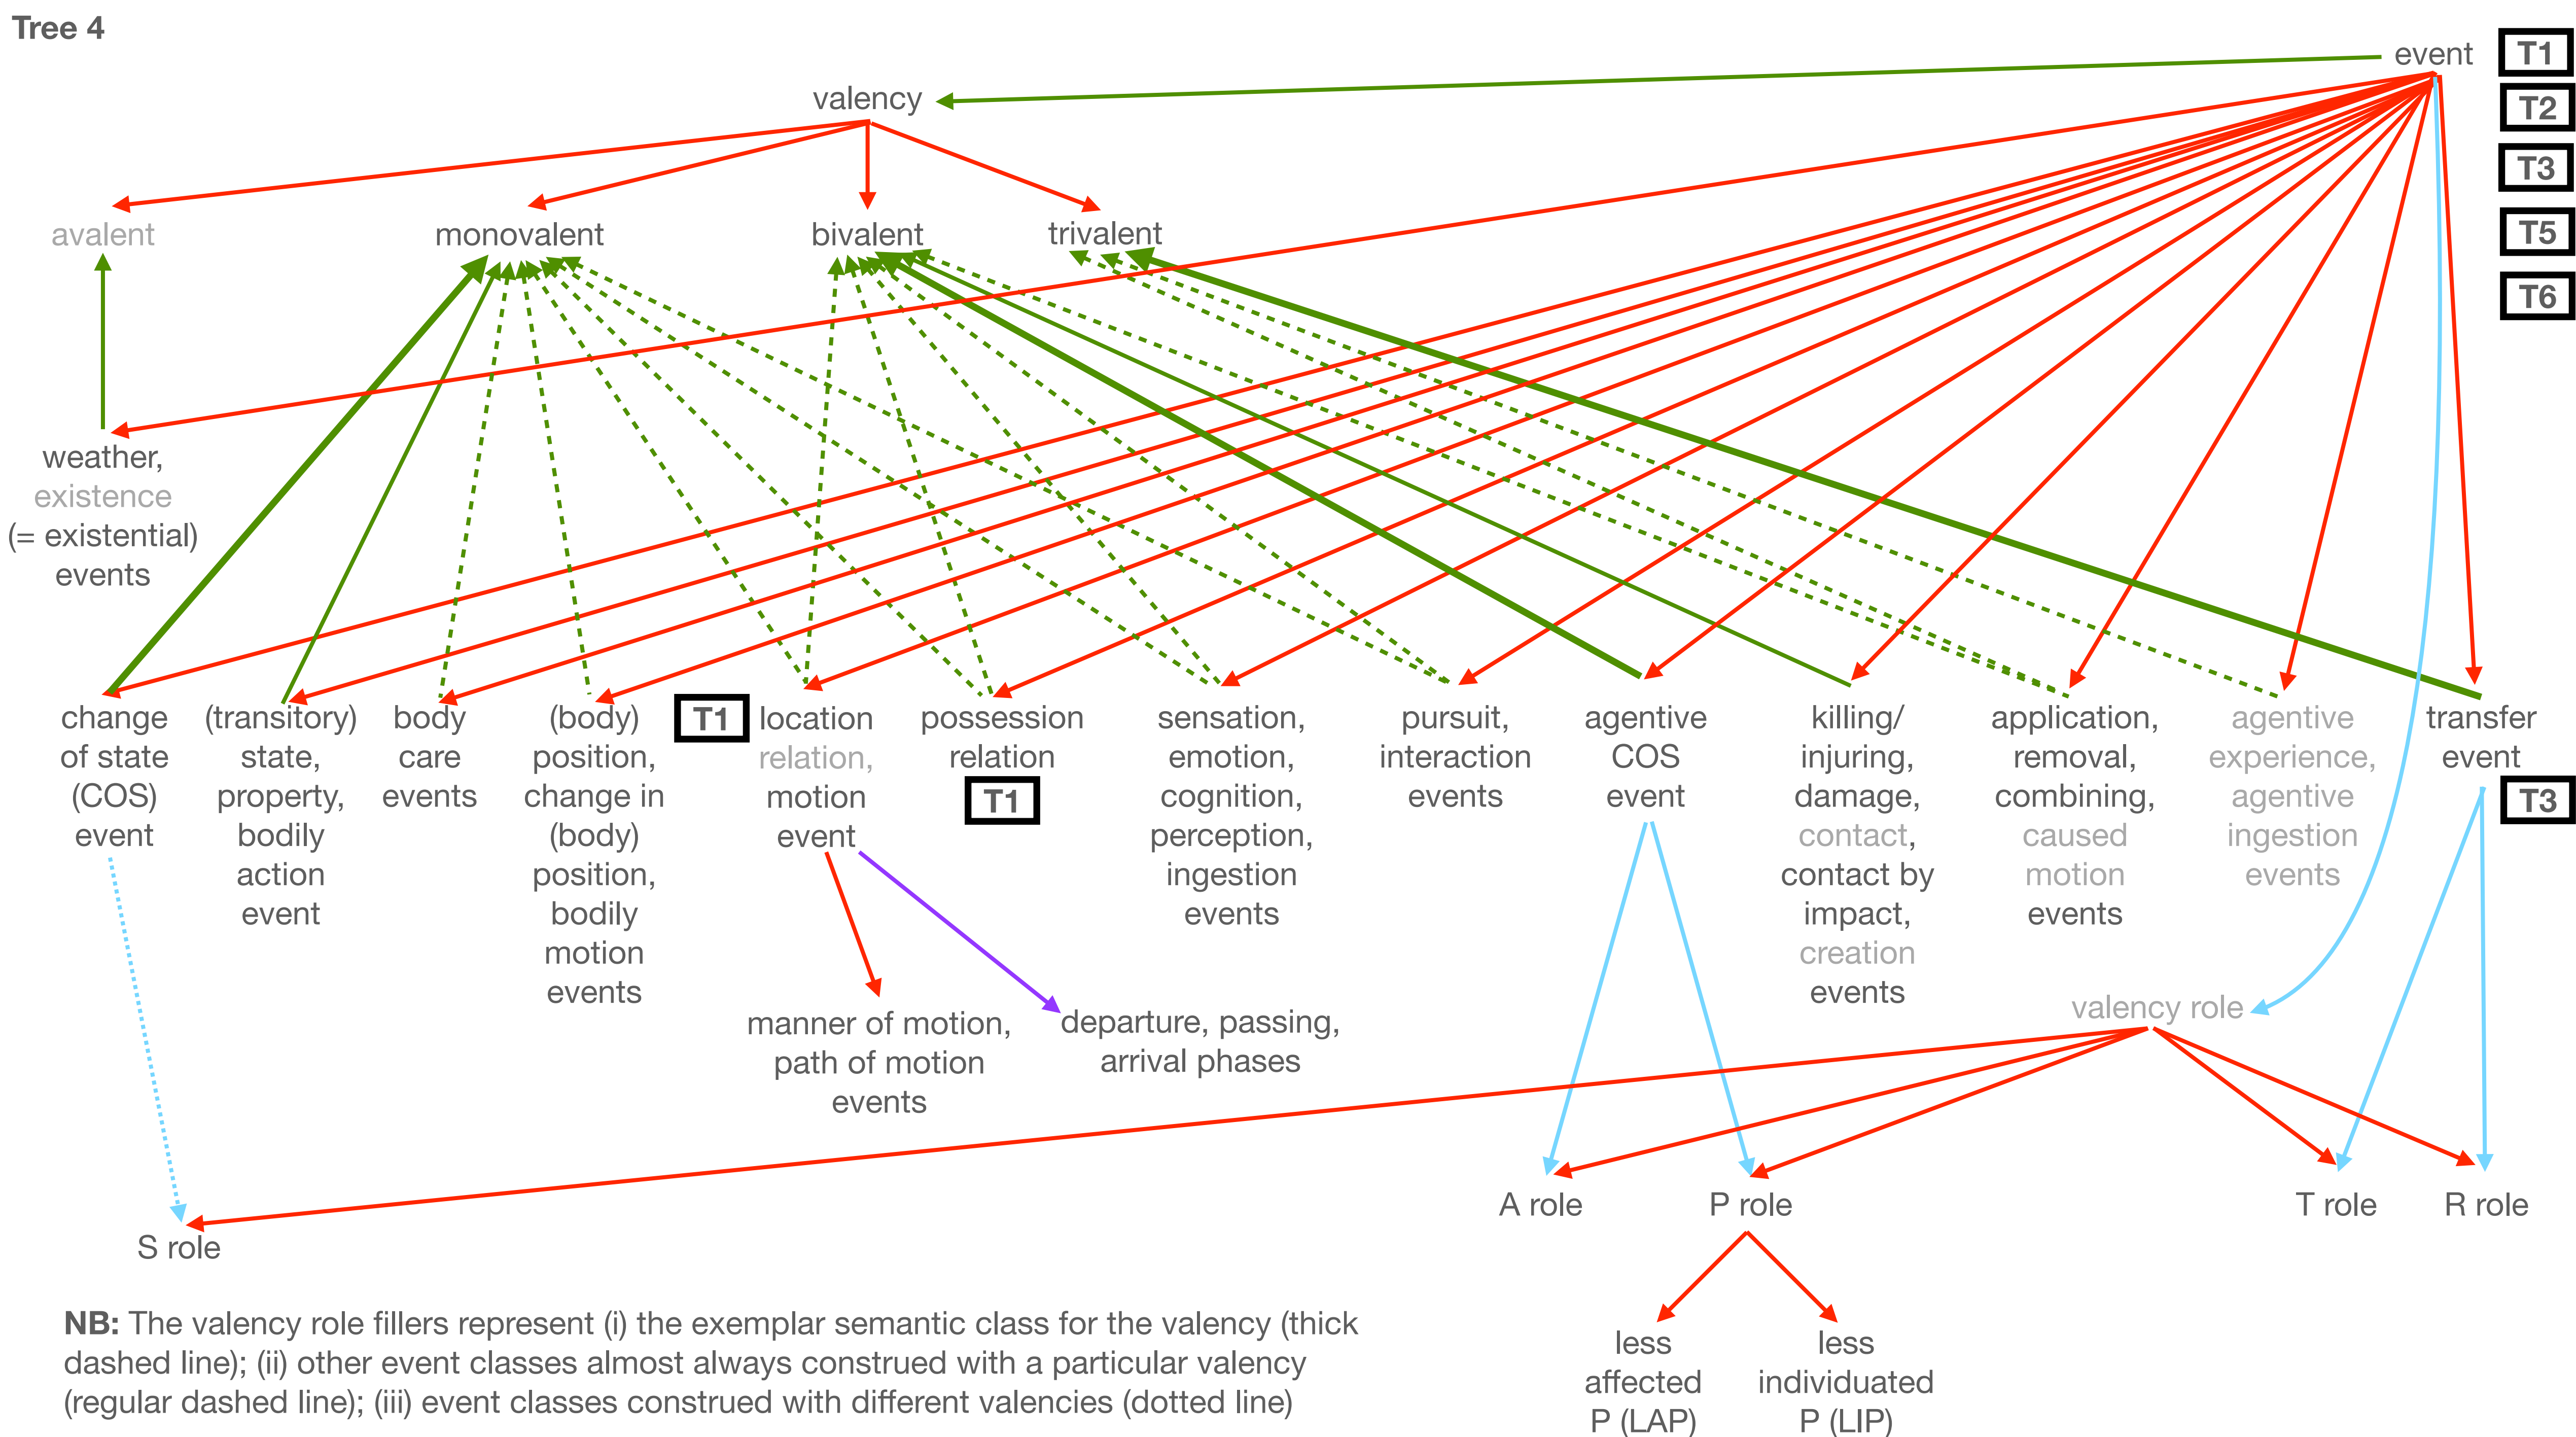 Tree 4
event
T1
T2
T3
T5
T6
valency
avalent
monovalent
bivalent
trivalent
weather,
existence
(= existential)
events
change
of state
(COS)
event
(transitory)
state,
property,
bodily
action
event
body
care
events
(body)
position,
change in
(body)
position,
bodily
motion
events
T1
location
relation,
motion
event
possession
relation
T1
sensation,
emotion,
cognition,
perception,
ingestion
events
pursuit,
interaction
events
agentive
COS
event
killing/
injuring,
damage,
contact,
contact by
impact,
creation
events
application,
removal,
combining,
caused
motion
events
agentive
experience,
agentive
ingestion
events
transfer
event
T3
manner of motion,
path of motion
events
departure, passing,
arrival phases
valency role
S role
A role
P role
T role
R role
less
affected
P (LAP)
less
individuated
P (LIP)
NB: The valency role fillers represent (i) the exemplar semantic class for the valency (thick
dashed line); (ii) other event classes almost always construed with a particular valency
(regular dashed line); (iii) event classes construed with different valencies (dotted line)